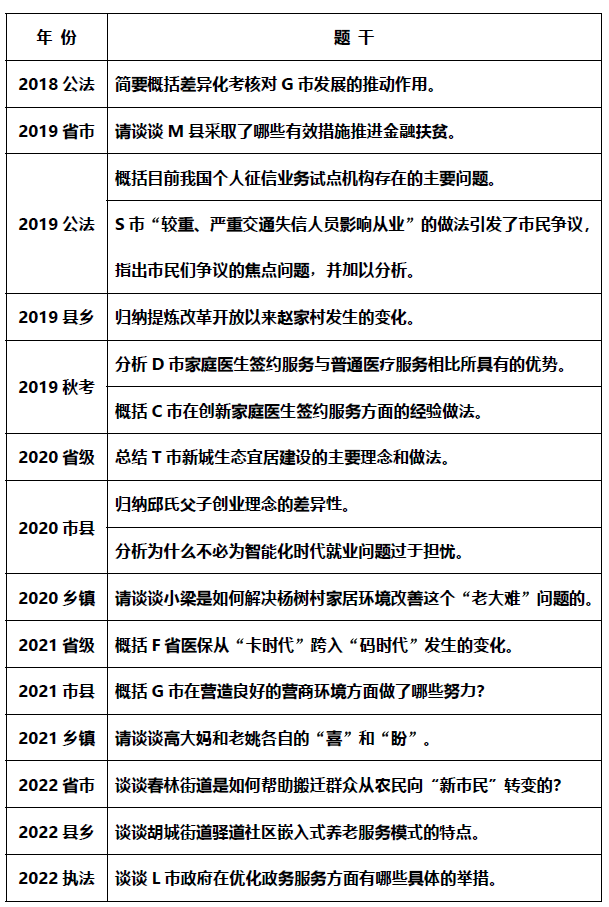 年 份 题 干
2018 公法 简要概括差异化考核对 G 市发展的推动作用。
2019 省市 请谈谈 M 县采取了哪些有效措施推进金融扶贫。
2019 公法 概括目前我国个人征信业务试点机构存在的主要问题。
S 市“较重、严重交通失信人员影响从业”的做法引发了市民争议，
指出市民们争议的焦点问题，并加以分析。
2019 县乡 归纳提炼改革开放以来赵家村发生的变化。
2019 秋考 分析 D 市家庭医生签约服务与普通医疗服务相比所具有的优势。
概括 C 市在创新家庭医生签约服务方面的经验做法。
2020 省级 总结 T 市新城生态宜居建设的主要理念和做法。
2020 市县 归纳邱氏父子创业理念的差异性。
分析为什么不必为智能化时代就业问题过于担忧。
2020 乡镇 请谈谈小梁是如何解决杨树村家居环境改善这个“老大难”问题的。
2021 省级 概括 F 省医保从“卡时代”跨入“码时代”发生的变化。
2021 市县 概括 G 市在营造良好的营商环境方面做了哪些努力？
2021 乡镇 请谈谈高大妈和老姚各自的“喜”和“盼”。
2022 省市 谈谈春林街道是如何帮助搬迁群众从农民向“新市民”转变的？
2022 县乡 谈谈胡城街道驿道社区嵌入式养老服务模式的特点。
2022 执法 谈谈 L 市政府在优化政务服务方面有哪些具体的举措。